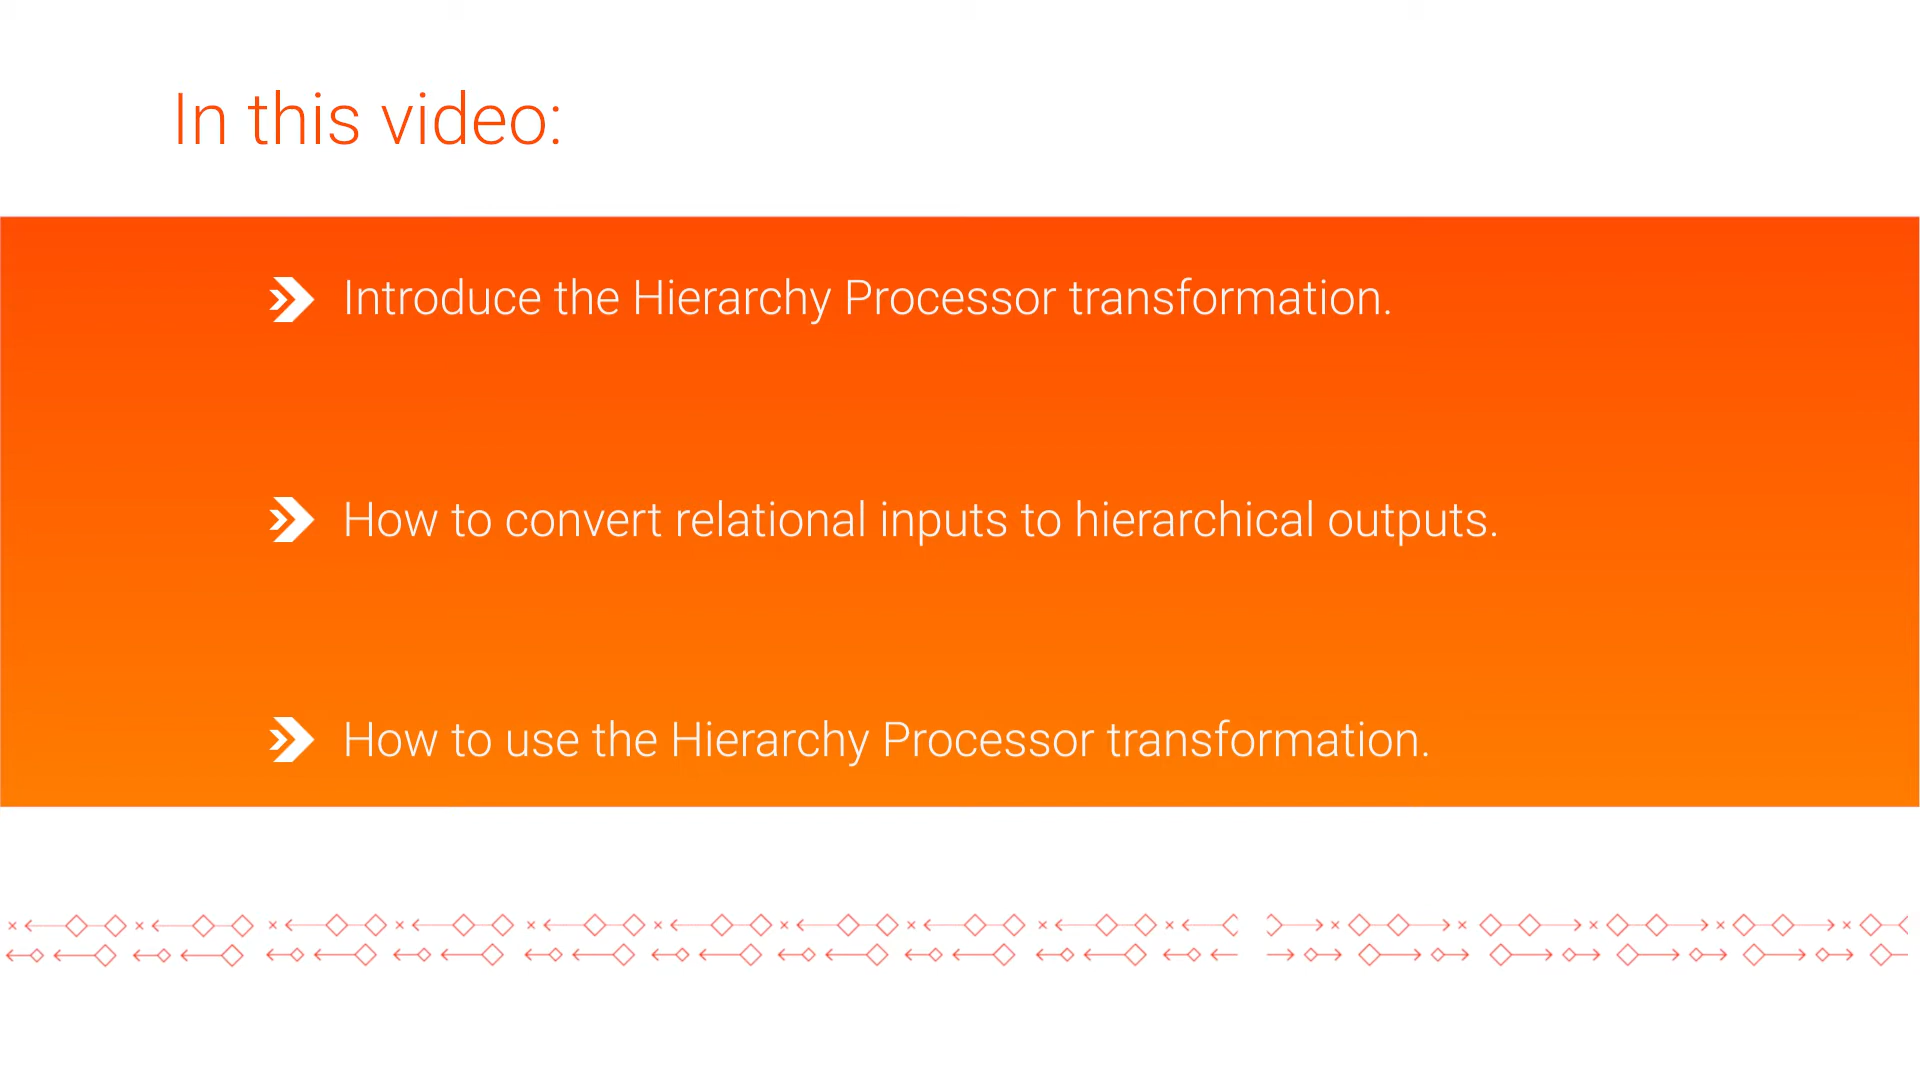 In this video:
Introduce the Hierarchy Processor transformation.
How to convert relational inputs to hierarchical outputs.
How to use the Hierarchy Processor transformation.